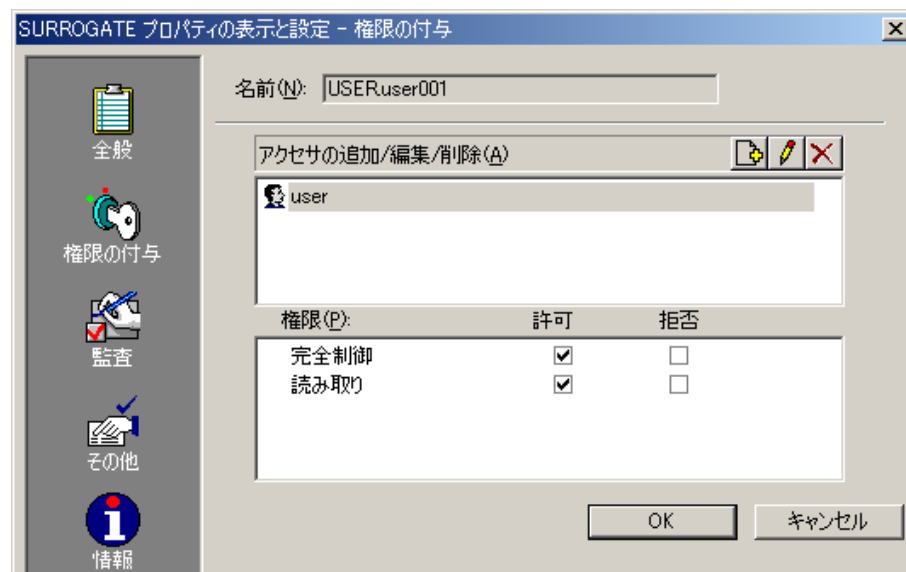 SURROGATE プロパティの表示と設定 - 権限の付与
名前(N): USER.user001
全般
アクセサの追加/編集/削除(A)
user
権限の付与
権限(P): 許可 拒否
完全制御
読み取り
監査
その他
OK キャンセル
情報